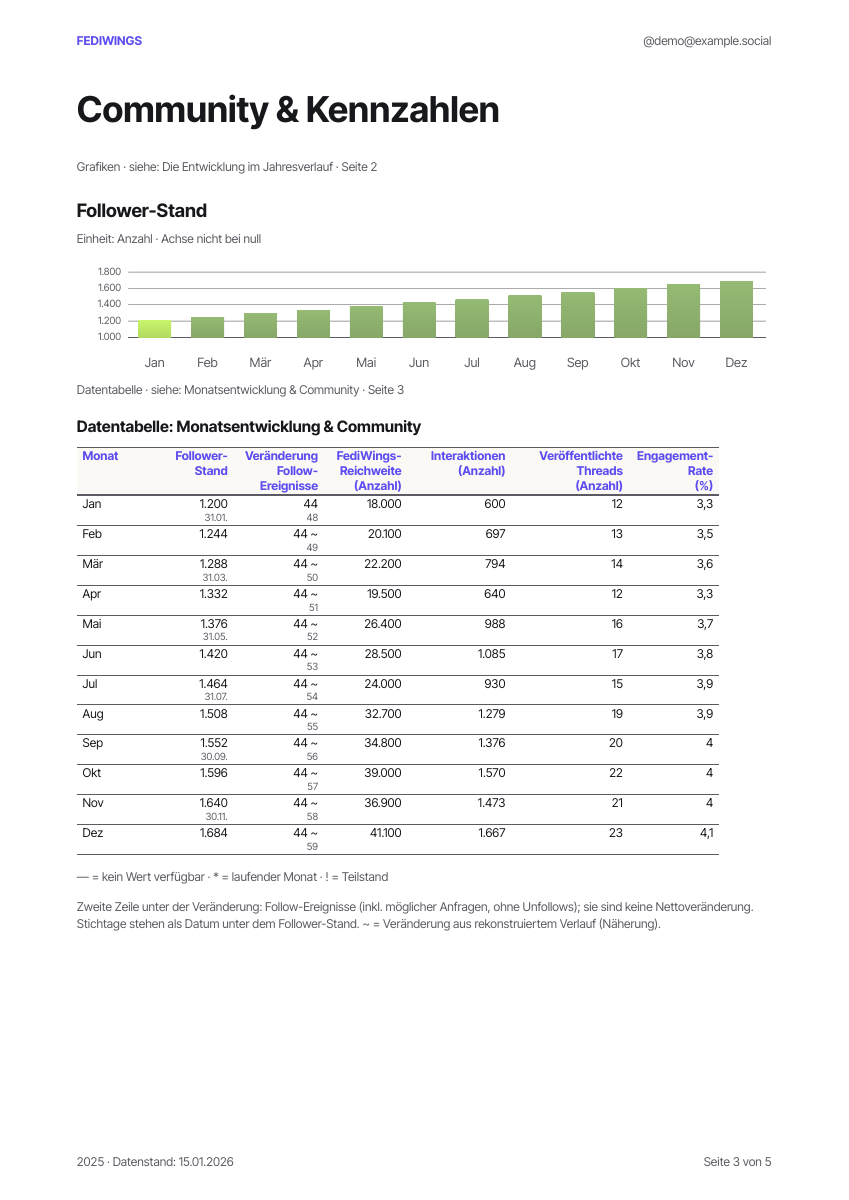 FEDIWINGS @demo@example.social
Community & Kennzahlen
Grafiken · siehe: Die Entwicklung im Jahresverlauf · Seite 2
Follower-Stand
Einheit: Anzahl · Achse nicht bei null
1.800
1.600
1.400
1.200
1.000
Jan Feb Mär Apr Mai Jun Jul Aug Sep Okt Nov Dez
Datentabelle · siehe: Monatsentwicklung & Community · Seite 3
Datentabelle: Monatsentwicklung & Community
Monat Follower- Veränderung FediWings- Interaktionen Veröffentlichte Engagement-
Stand Follow- Reichweite (Anzahl) Threads Rate
Ereignisse (Anzahl) (Anzahl) (%)
Jan 1.200 44 18.000 600 12 3,3
31.01. 48
Feb 1.244 44 ~ 20.100 697 13 3,5
49
Mär 1.288 44 ~ 22.200 794 14 3,6
31.03. 50
Apr 1.332 44 ~ 19.500 640 12 3,3
51
Mai 1.376 44 ~ 26.400 988 16 3,7
31.05. 52
Jun 1.420 44 ~ 28.500 1.085 17 3,8
53
Jul 1.464 44 ~ 24.000 930 15 3,9
31.07. 54
Aug 1.508 44 ~ 32.700 1.279 19 3,9
55
Sep 1.552 44 ~ 34.800 1.376 20 4
30.09. 56
Okt 1.596 44 ~ 39.000 1.570 22 4
57
Nov 1.640 44 ~ 36.900 1.473 21 4
30.11. 58
Dez 1.684 44 ~ 41.100 1.667 23 4,1
59
— = kein Wert verfügbar · * = laufender Monat · ! = Teilstand
Zweite Zeile unter der Veränderung: Follow-Ereignisse (inkl. möglicher Anfragen, ohne Unfollows); sie sind keine Nettoveränderung.
Stichtage stehen als Datum unter dem Follower-Stand. ~ = Veränderung aus rekonstruiertem Verlauf (Näherung).
2025 · Datenstand: 15.01.2026 Seite 3 von 5